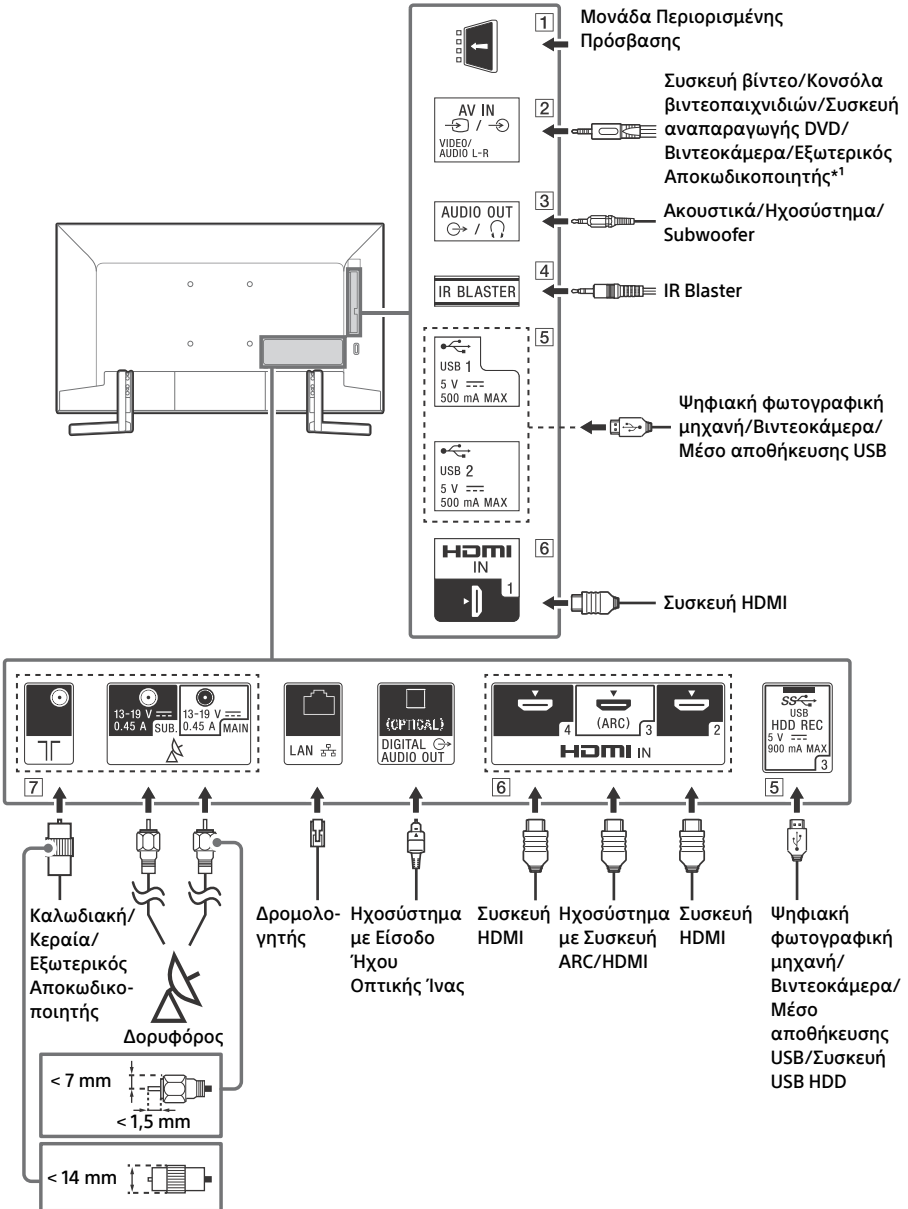 1
Μονάδα Περιορισμένης
Πρόσβασης
2
AV IN
/
VIDEO/
AUDIO L-R
Συσκευή βίντεο/Κονσόλα
βιντεοπαιχνιδιών/Συσκευή
αναπαραγωγής DVD/
Βιντεοκάμερα/Εξωτερικός
Αποκωδικοποιητής*1
3
AUDIO OUT
/
Ακουστικά/Ηχοσύστημα/
Subwoofer
4
IR BLASTER
IR Blaster
5
USB 1
5 V
500 mA MAX
USB 2
5 V
500 mA MAX
Ψηφιακή φωτογραφική
μηχανή/Βιντεοκάμερα/
Μέσο αποθήκευσης USB
6
HDMI
IN
1
Συσκευή HDMI
13-19 V
0.45 A
SUB.
13-19 V
0.45 A
MAIN
LAN
(OPTICAL)
DIGITAL
AUDIO OUT
4
(ARC)
3
2
HDMI IN
SS
USB
HDD REC
5 V
900 mA MAX
3
7
6
5
Καλωδιακή/
Κεραία/
Εξωτερικός
Αποκωδικο-
ποιητής
Δορυφόρος
Δρομολο-
γητής
Ηχοσύστημα
με Είσοδο
Ήχου
Οπτικής Ίνας
Συσκευή
HDMI
Ηχοσύστημα
με Συσκευή
ARC/HDMI
Συσκευή
HDMI
Ψηφιακή
φωτογραφική
μηχανή/
Βιντεοκάμερα/
Μέσο
αποθήκευσης
USB/Συσκευή
USB HDD
< 7 mm
< 1,5 mm
< 14 mm